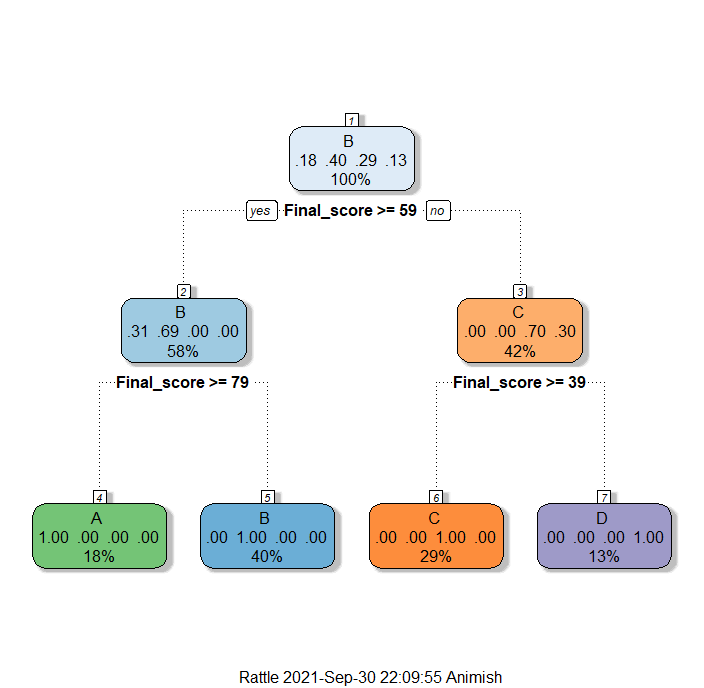 1
B
.18 .40 .29 .13
100%
yes Final_score >= 59 no
2 3
B C
.31 .69 .00 .00 .00 .00 .70 .30
58% 42%
Final_score >= 79 Final_score >= 39
4 5 6 7
A B C D
1.00 .00 .00 .00 .00 1.00 .00 .00 .00 .00 1.00 .00 .00 .00 .00 1.00
18% 40% 29% 13%
Rattle 2021-Sep-30 22:09:55 Animish